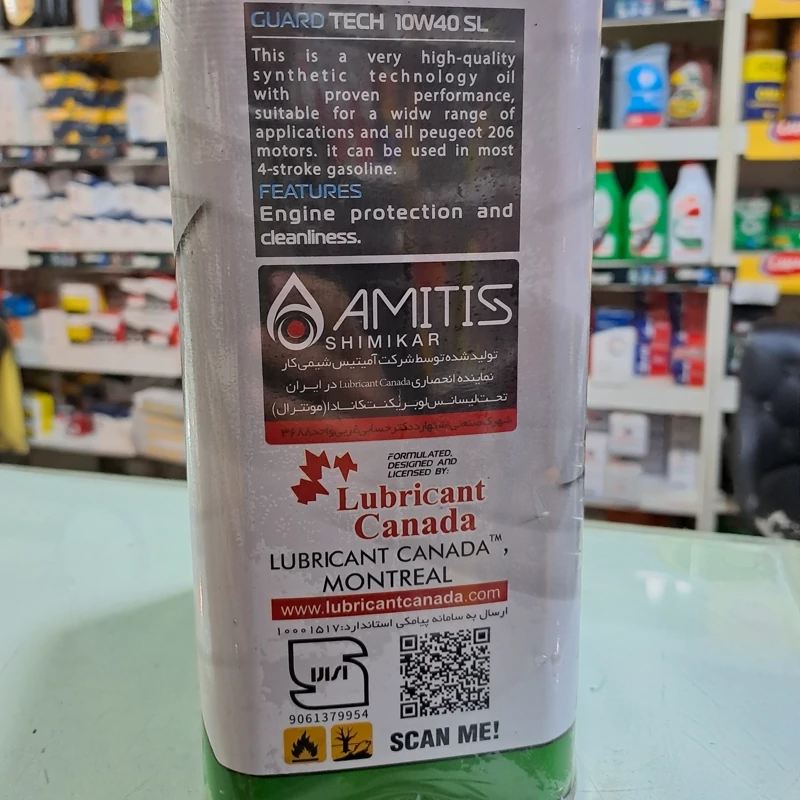 GUARD TECH 10W40 SL
This is a very high-quality
synthetic technology oil
with proven performance,
suitable for a widw range of
applications and all peugeot 206
motors. it can be used in most
4-stroke gasoline.
FEATURES
Engine protection and
cleanliness.
AMITIS
SHIMIKAR
تولید شده توسط شرکت آمیتیس شیمی کار
نماینده انحصاری Lubricant Canada در ایران
تحت لیسانس لوبریکنت کانادا (مونترال)
FORMULATED,
DESIGNED AND
LICENSED BY:
Lubricant
Canada
LUBRICANT CANADA™,
MONTREAL
www.lubricantcanada.com
ارسال به سامانه پیامکی استاندارد: ۱۰۰۰۱۵۱۷
9061379954
SCAN ME!